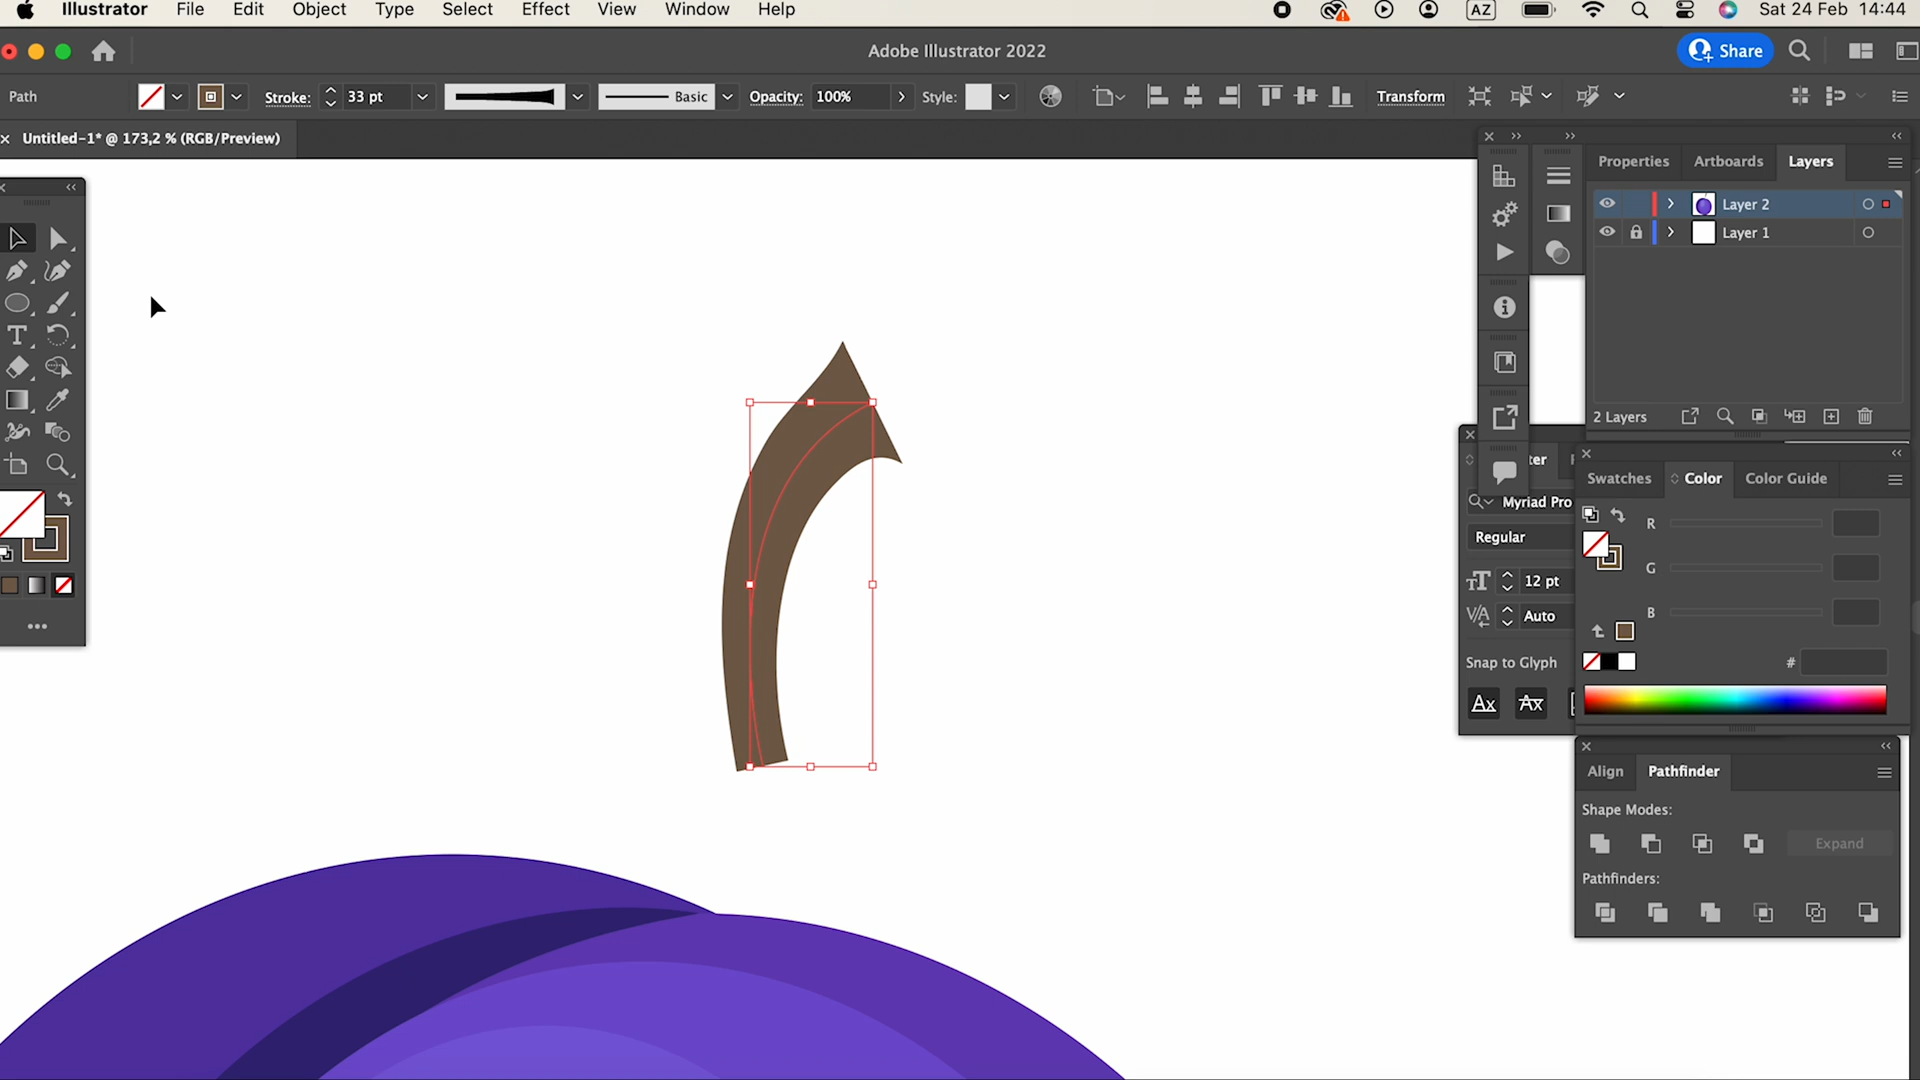 Illustrator File Edit Object Type Select Effect View Window Help AZ Sat 24 Feb 14:44
Adobe Illustrator 2022 Share
Path Stroke: 33 pt Basic Opacity: 100% Style: Transform
Untitled-1* @ 173,2 % (RGB/Preview)
Properties Artboards Layers
Layer 2
Layer 1
2 Layers
Swatches Color Color Guide
Myriad Pro
R
Regular
G
12 pt
B
Auto
Snap to Glyph
#
Align Pathfinder
Shape Modes:
Expand
Pathfinders: